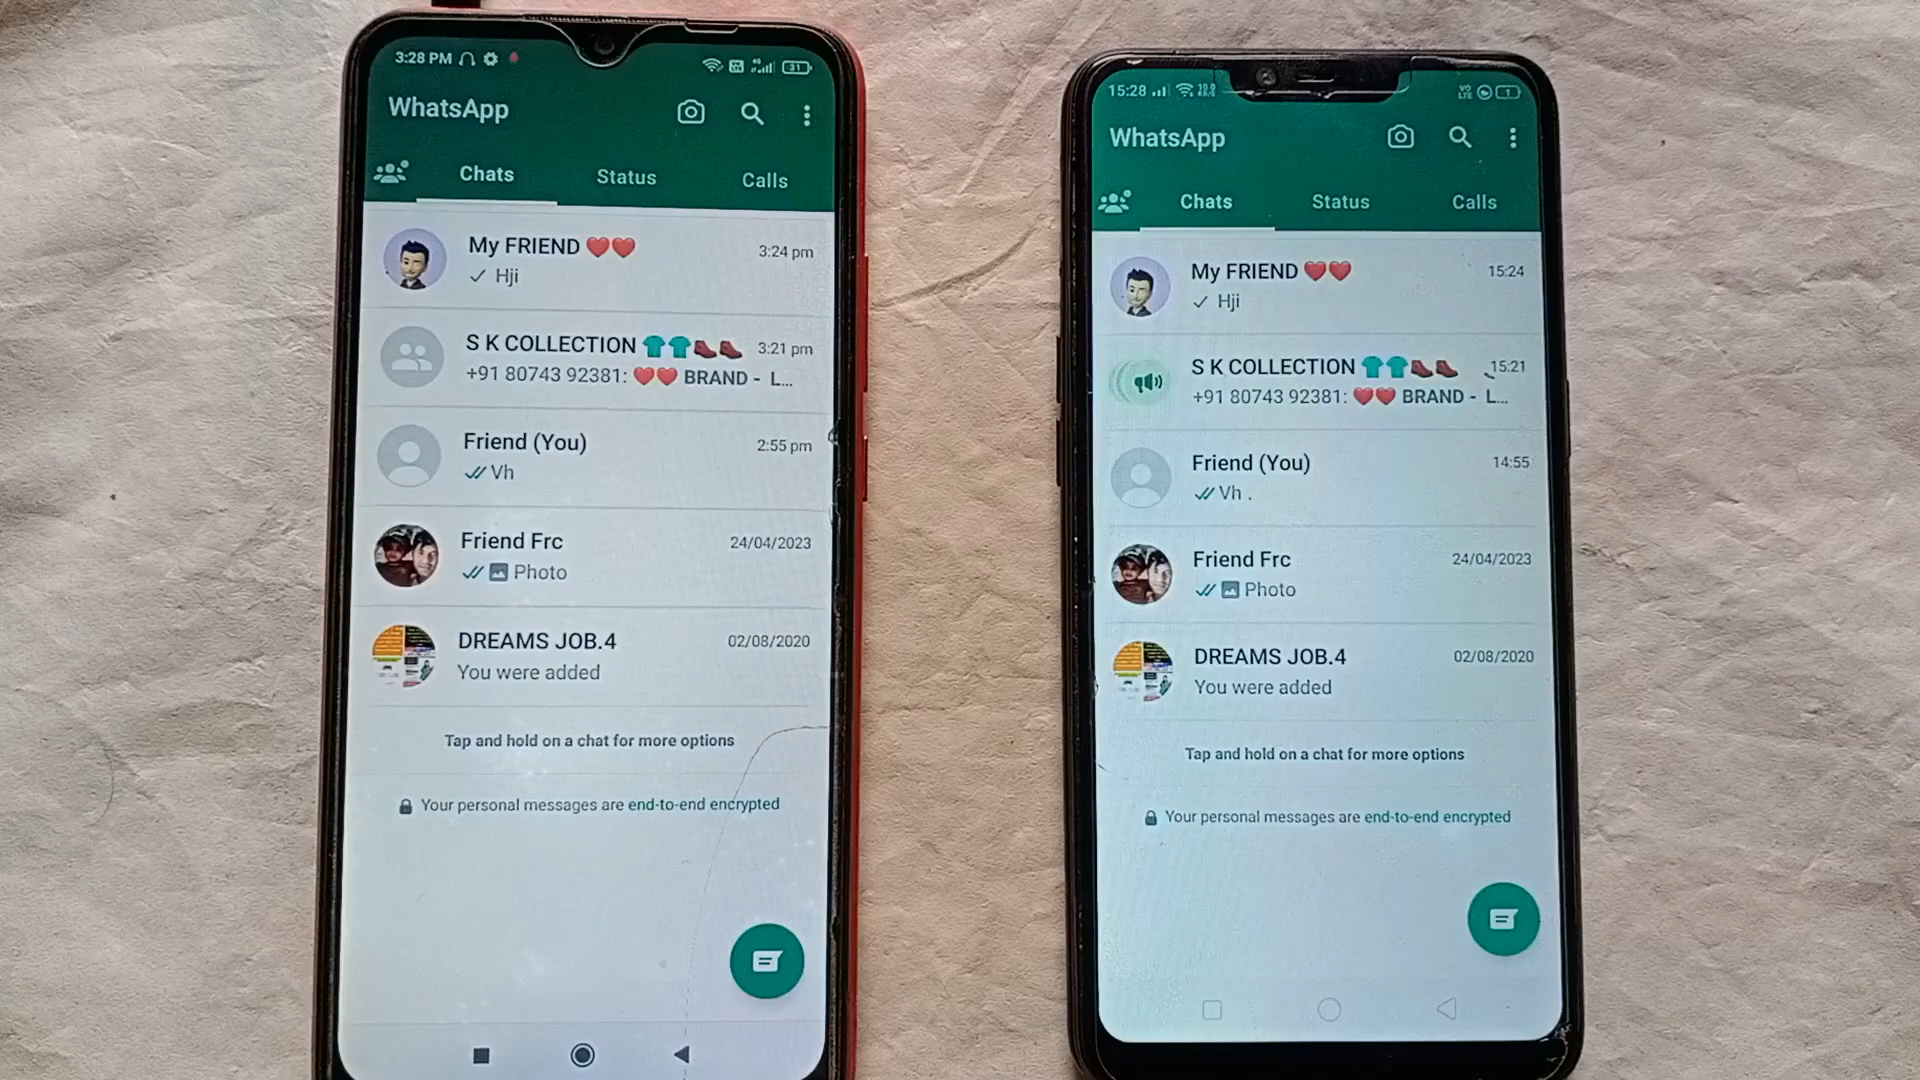 3:28 PM
4G
31
WhatsApp
Chats
Status
Calls
My FRIEND ❤️❤️ 3:24 pm
✓ Hji
S K COLLECTION 👕👕👟👟 3:21 pm
+91 80743 92381: ❤️❤️ BRAND - L...
Friend (You) 2:55 pm
Vh
Friend Frc 24/04/2023
Photo
DREAMS JOB.4 02/08/2020
You were added
Tap and hold on a chat for more options
Your personal messages are end-to-end encrypted
15:28
VO LTE
1
WhatsApp
Chats
Status
Calls
My FRIEND ❤️❤️ 15:24
✓ Hji
S K COLLECTION 👕👕👟👟 15:21
+91 80743 92381: ❤️❤️ BRAND - L...
Friend (You) 14:55
Vh .
Friend Frc 24/04/2023
Photo
DREAMS JOB.4 02/08/2020
You were added
Tap and hold on a chat for more options
Your personal messages are end-to-end encrypted